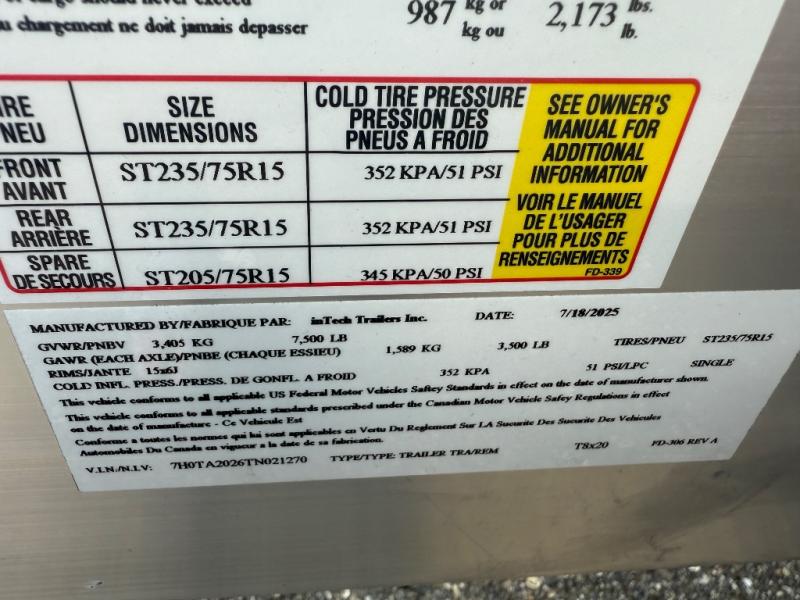 987 kg or 2,173 lbs.
u chargement ne doit jamais depasser kg ou lb.
IRE SIZE COLD TIRE PRESSURE
NEU DIMENSIONS PRESSION DES
PNEUS A FROID
FRONT ST235/75R15 352 KPA/51 PSI
AVANT
REAR ST235/75R15 352 KPA/51 PSI
ARRIÈRE
SPARE ST205/75R15 345 KPA/50 PSI
DE SECOURS
SEE OWNER'S
MANUAL FOR
ADDITIONAL
INFORMATION
VOIR LE MANUEL
DE L'USAGER
POUR PLUS DE
RENSEIGNEMENTS
FD-339
MANUFACTURED BY/FABRIQUE PAR: inTech Trailers Inc. DATE: 7/18/2025
GVWR/PNBV 3,405 KG 7,500 LB
GAWR (EACH AXLE)/PNBE (CHAQUE ESSIEU) 1,589 KG 3,500 LB TIRES/PNEU ST235/75R15
RIMS/JANTE 15x6J
COLD INFL. PRESS./PRESS. DE GONFL. A FROID 352 KPA 51 PSI/LPC SINGLE
This vehicle conforms to all applicable US Federal Motor Vehicles Saftey Standards in effect on the date of manufacturer shown.
This vehicle conforms to all applicable standards prescribed under the Canadian Motor Vehicle Safey Regulations in effect
on the date of manufacture - Ce Vehicule Est
Conforme a toutes les normes qui lui sont applicables en Vertu Du Reglement Sur LA Sucurite Des Sucurite Des Vehicules
Automobiles Du Canada en vigueur a la date de sa fabrication.
V.I.N./N.I.V: 7H0TA2026TN021270 TYPE/TYPE: TRAILER TRA/REM T8x20 FD-306 REV A